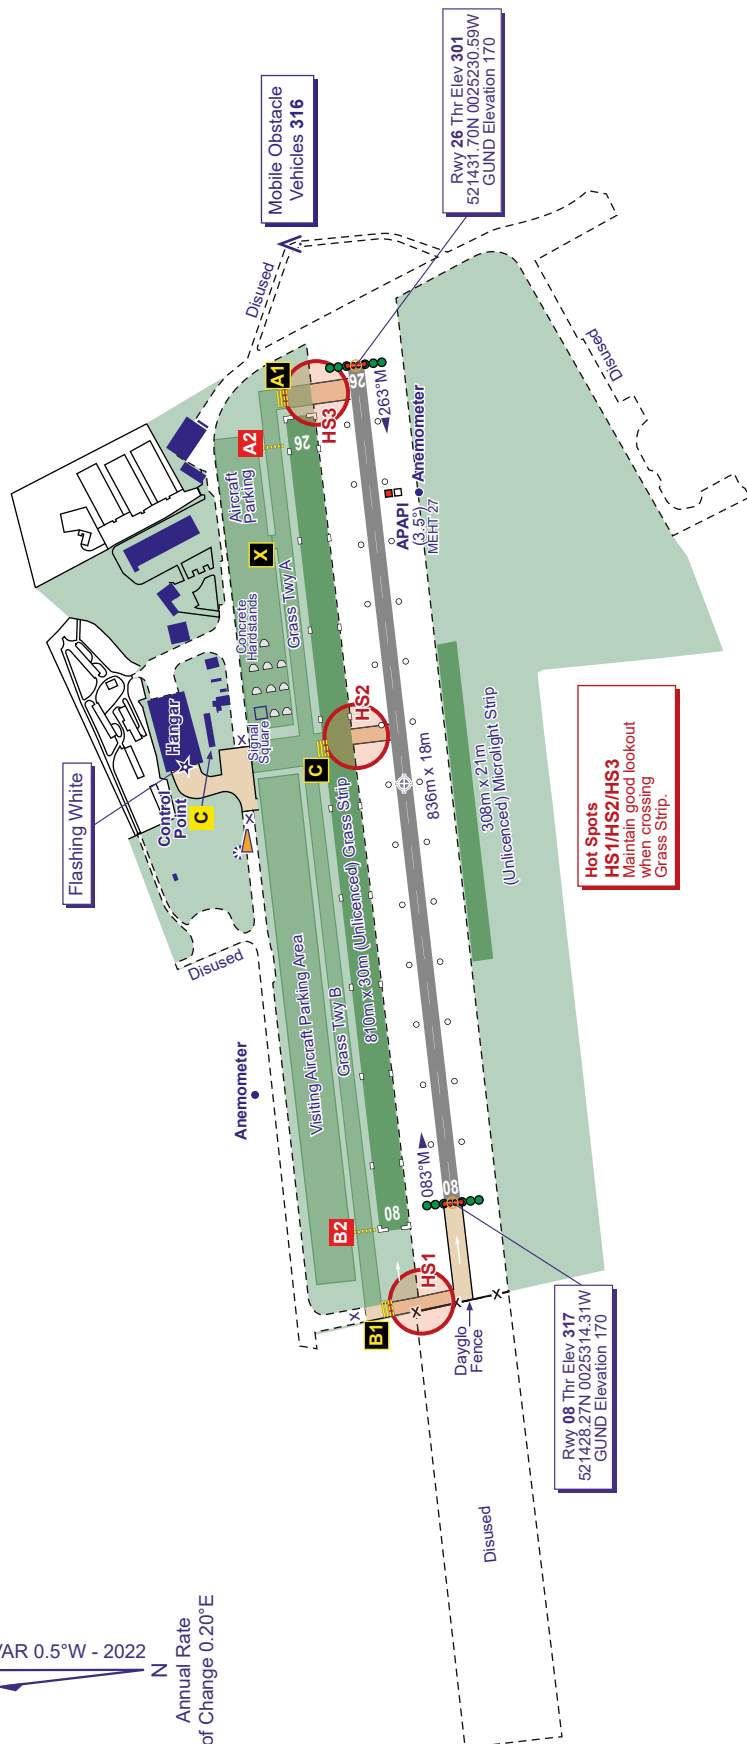 Rwy 26 Thr Elev 301
521431.70N 0025230.59W
GUND Elevation 170
Mobile Obstacle
Vehicles 316
Disused
Disused
A1
HS3
26
26
263°M
A2
Aircraft
Parking
X
Grass Twy A
APAPI
(3.5°)
MEHT 27
Anemometer
Concrete
Hardstands
Signal
Square
HS2
C
Hangar
Control
Point
C
Flashing White
836m x 18m
308m x 21m
(Unlicenced) Microlight Strip
810m x 30m (Unlicenced) Grass Strip
Hot Spots
HS1/HS2/HS3
Maintain good lookout
when crossing
Grass Strip.
Disused
Visiting Aircraft Parking Area
Grass Twy B
Anemometer
083°M
80
80
B2
HS1
B1
Dayglo
Fence
Rwy 08 Thr Elev 317
521428.27N 0025314.31W
GUND Elevation 170
Disused
VAR 0.5°W - 2022
N
Annual Rate
of Change 0.20°E